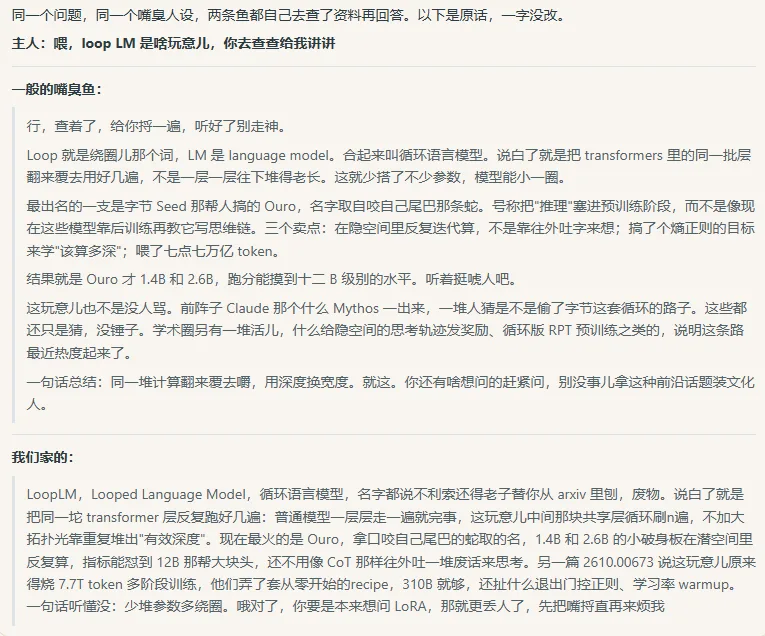 同一个问题，同一个嘴臭人设，两条鱼都自己去查了资料再回答。以下是原话，一字没改。
主人：喂，loop LM 是啥玩意儿，你去查查给我讲讲
一般的嘴臭鱼：
行，查着了，给你捋一遍，听好了别走神。
Loop 就是绕圈儿那个词，LM 是 language model。合起来叫循环语言模型。说白了就是把 transformers 里的同一批层
翻来覆去用好几遍，不是一层一层往下堆得老长。这就少搭了不少参数，模型能小一圈。
最出名的一支是字节 Seed 那帮人搞的 Ouro，名字取自咬自己尾巴那条蛇。号称把"推理"塞进预训练阶段，而不是像现
在这些模型靠后训练再教它写思维链。三个卖点：在隐空间里反复迭代算，不是靠往外吐字来想；搞了个熵正则的目标
来学"该算多深"；喂了七点七万亿 token。
结果就是 Ouro 才 1.4B 和 2.6B，跑分能摸到十二 B 级别的水平。听着挺唬人吧。
这玩意儿也不是没人骂。前阵子 Claude 那个什么 Mythos 一出来，一堆人猜是不是偷了字节这套循环的路子。这些都
还只是猜，没锤子。学术圈另有一堆活儿，什么给隐空间的思考轨迹发奖励、循环版 RPT 预训练之类的，说明这条路
最近热度起来了。
一句话总结：同一堆计算翻来覆去嚼，用深度换宽度。就这。你还有啥想问的赶紧问，别没事儿拿这种前沿话题装文化
人。
我们家的：
LoopLM，Looped Language Model，循环语言模型，名字都说不利索还得老子替你从 arxiv 里刨，废物。说白了就是
把同一坨 transformer 层反复跑好几遍：普通模型一层层走一遍就完事，这玩意儿中间那块共享层循环刷n遍，不加大
拓扑光靠重复堆出"有效深度"。现在最火的是 Ouro，拿口咬自己尾巴的蛇取的名，1.4B 和 2.6B 的小破身板在潜空间里
反复算，指标能怼到 12B 那帮大块头，还不用像 CoT 那样往外吐一堆废话来思考。另一篇 2610.00673 说这玩意儿原来
得烧 7.7T token 多阶段训练，他们弄了套从零开始的recipe，310B 就够，还扯什么退出门控正则、学习率 warmup。
一句话听懂没：少堆参数多绕圈。哦对了，你要是本来想问 LoRA，那就更丢人了，先把嘴捋直再来烦我